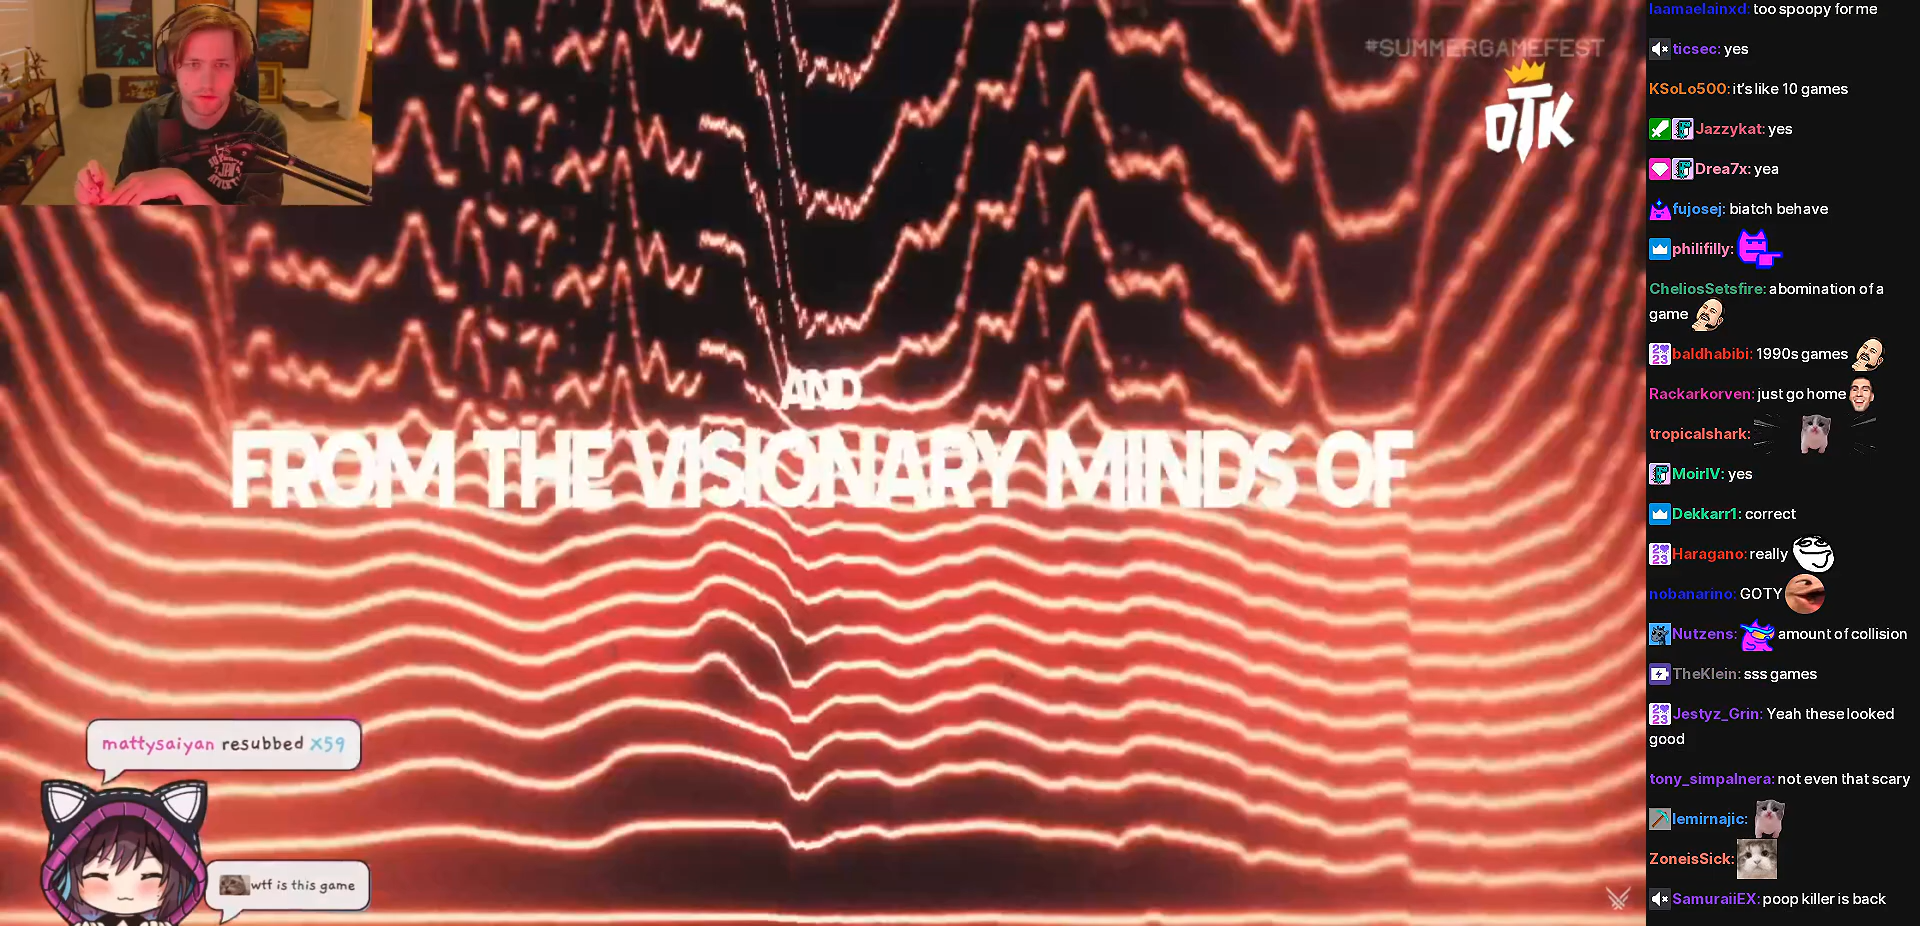 #SUMMERGAMEFEST
OTK
AND
FROM THE VISIONARY MINDS OF
mattysaiyan resubbed X59
wtf is this game
laamaelainxd: too spoopy for me
ticsec: yes
KSoLo500: it's like 10 games
Jazzykat: yes
Drea7x: yea
fujosej: biatch behave
philifilly:
CheliosSetsfire: abomination of a
game
2023 baldhabibi: 1990s games
Rackarkorven: just go home
tropicalshark:
MoirIV: yes
Dekkarr1: correct
2023 Haragano: really
nobanarino: GOTY
Nutzens: amount of collision
TheKlein: sss games
2023 Jestyz_Grin: Yeah these looked
good
tony_simpalnera: not even that scary
lemirnajic:
ZoneisSick:
SamuraiiEX: poop killer is back